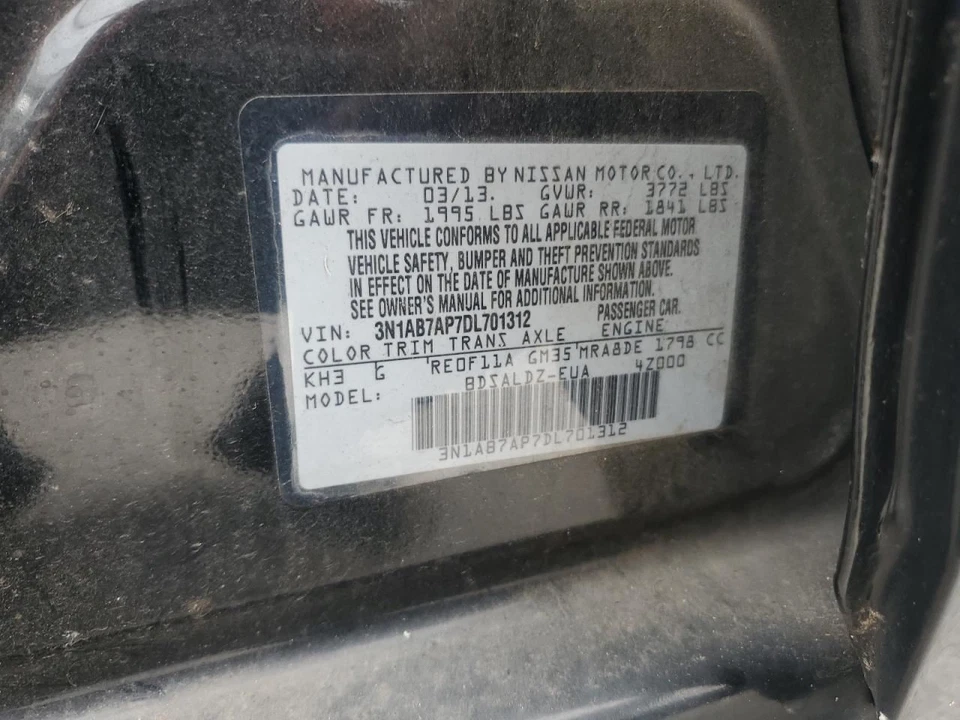 MANUFACTURED BY NISSAN MOTOR CO., LTD.
DATE: 03/13. GVWR: 3772 LBS
GAWR FR: 1995 LBS GAWR RR: 1841 LBS
THIS VEHICLE CONFORMS TO ALL APPLICABLE FEDERAL MOTOR
VEHICLE SAFETY, BUMPER AND THEFT PREVENTION STANDARDS
IN EFFECT ON THE DATE OF MANUFACTURE SHOWN ABOVE.
SEE OWNER'S MANUAL FOR ADDITIONAL INFORMATION.
VIN: 3N1AB7AP7DL701312 PASSENGER CAR.
COLOR TRIM TRANS AXLE ENGINE
KH3 G RE0F11A GM35 MRA8DE 1798 CC
MODEL: BDSALDZ-EUA 4Z000
3N1AB7AP7DL701312